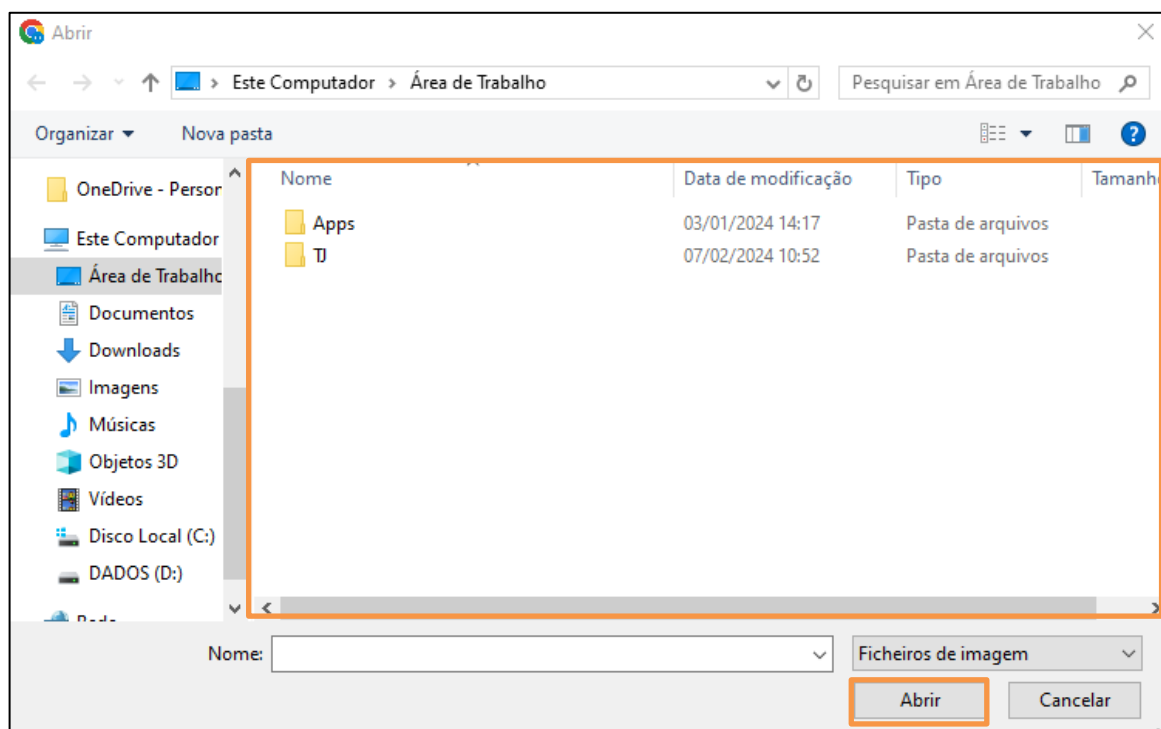 Abrir
Este Computador > Área de Trabalho
Pesquisar em Área de Trabalho
Organizar
Nova pasta
OneDrive - Person
Este Computador
Área de Trabalho
Documentos
Downloads
Imagens
Músicas
Objetos 3D
Vídeos
Disco Local (C:)
DADOS (D:)
Rede
Nome Data de modificação Tipo Tamanho
Apps 03/01/2024 14:17 Pasta de arquivos
TJ 07/02/2024 10:52 Pasta de arquivos
Nome:
Ficheiros de imagem
Abrir
Cancelar